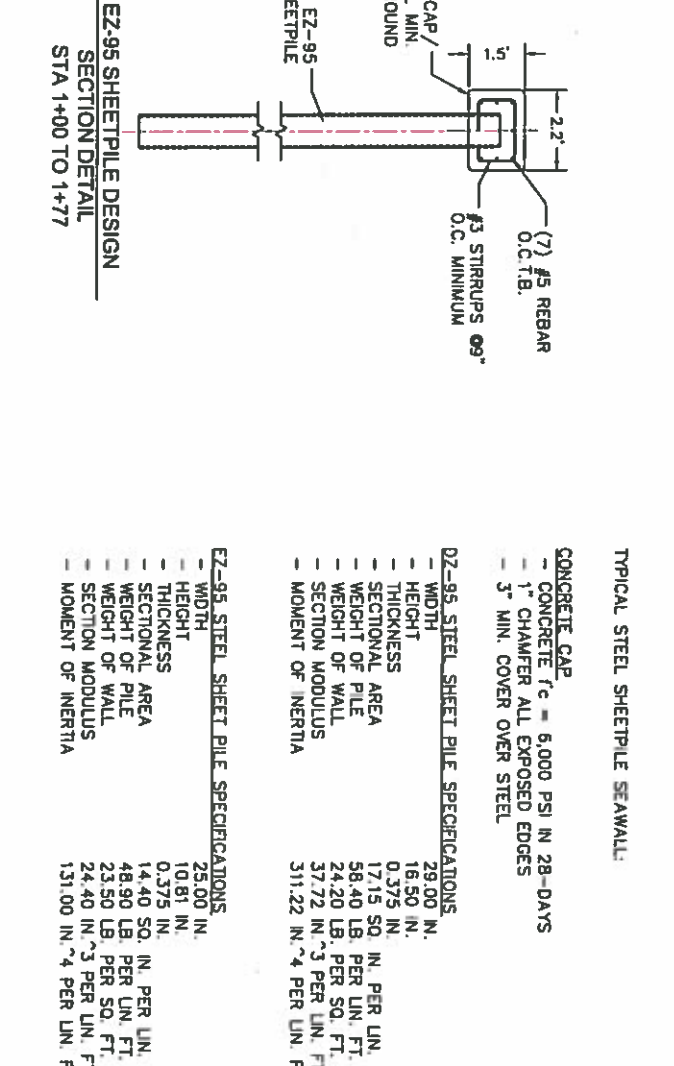 TYPICAL STEEL SHEETPILE SEAWALL:
CONCRETE CAP
- CONCRETE f'c = 5,000 PSI IN 28-DAYS
- 1" CHAMFER ALL EXPOSED EDGES
- 3" MIN. COVER OVER STEEL
DZ-95 STEEL SHEET PILE SPECIFICATIONS
- WIDTH 29.00 IN.
- HEIGHT 16.50 IN.
- THICKNESS 0.375 IN.
- SECTIONAL AREA 17.15 SQ. IN. PER LIN.
- WEIGHT OF PILE 58.40 LB. PER LIN. FT.
- WEIGHT OF WALL 24.20 LB. PER SQ. FT.
- SECTION MODULUS 37.72 IN.^3 PER LIN. FT
- MOMENT OF INERTIA 311.22 IN.^4 PER LIN. F
EZ-95 STEEL SHEET PILE SPECIFICATIONS
- WIDTH 25.00 IN.
- HEIGHT 10.81 IN.
- THICKNESS 0.375 IN.
- SECTIONAL AREA 14.40 SQ. IN. PER LIN.
- WEIGHT OF PILE 48.90 LB. PER LIN. FT.
- WEIGHT OF WALL 23.50 LB. PER SQ. FT.
- SECTION MODULUS 24.40 IN.^3 PER LIN. FT
- MOMENT OF INERTIA 131.00 IN.^4 PER LIN. F
2.2'
1.5'
(7) #5 REBAR
O.C.T.B.
#3 STIRRUPS @9"
O.C. MINIMUM
CAP/
MIN.
OUND
EZ-95
EETPILE
EZ-95 SHEETPILE DESIGN
SECTION DETAIL
STA 1+00 TO 1+77